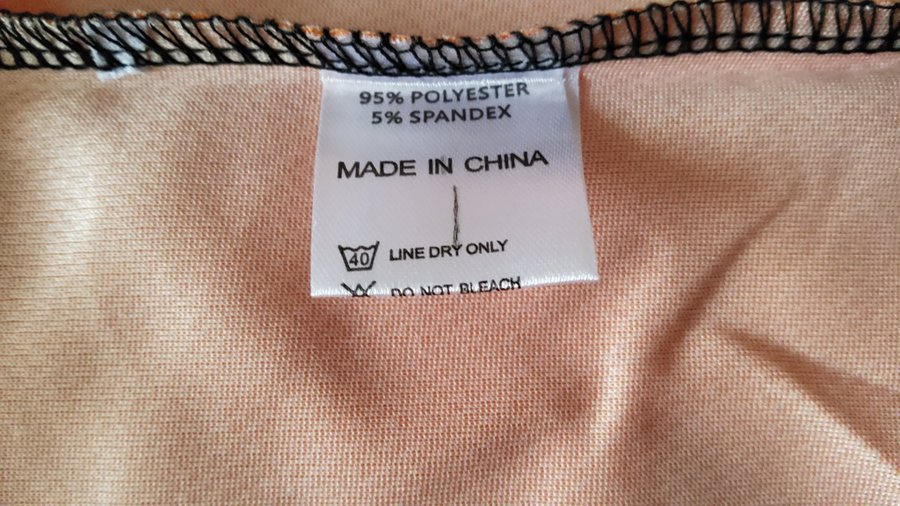 95% POLYESTER
5% SPANDEX
MADE IN CHINA
40 LINE DRY ONLY
DO NOT BLEACH